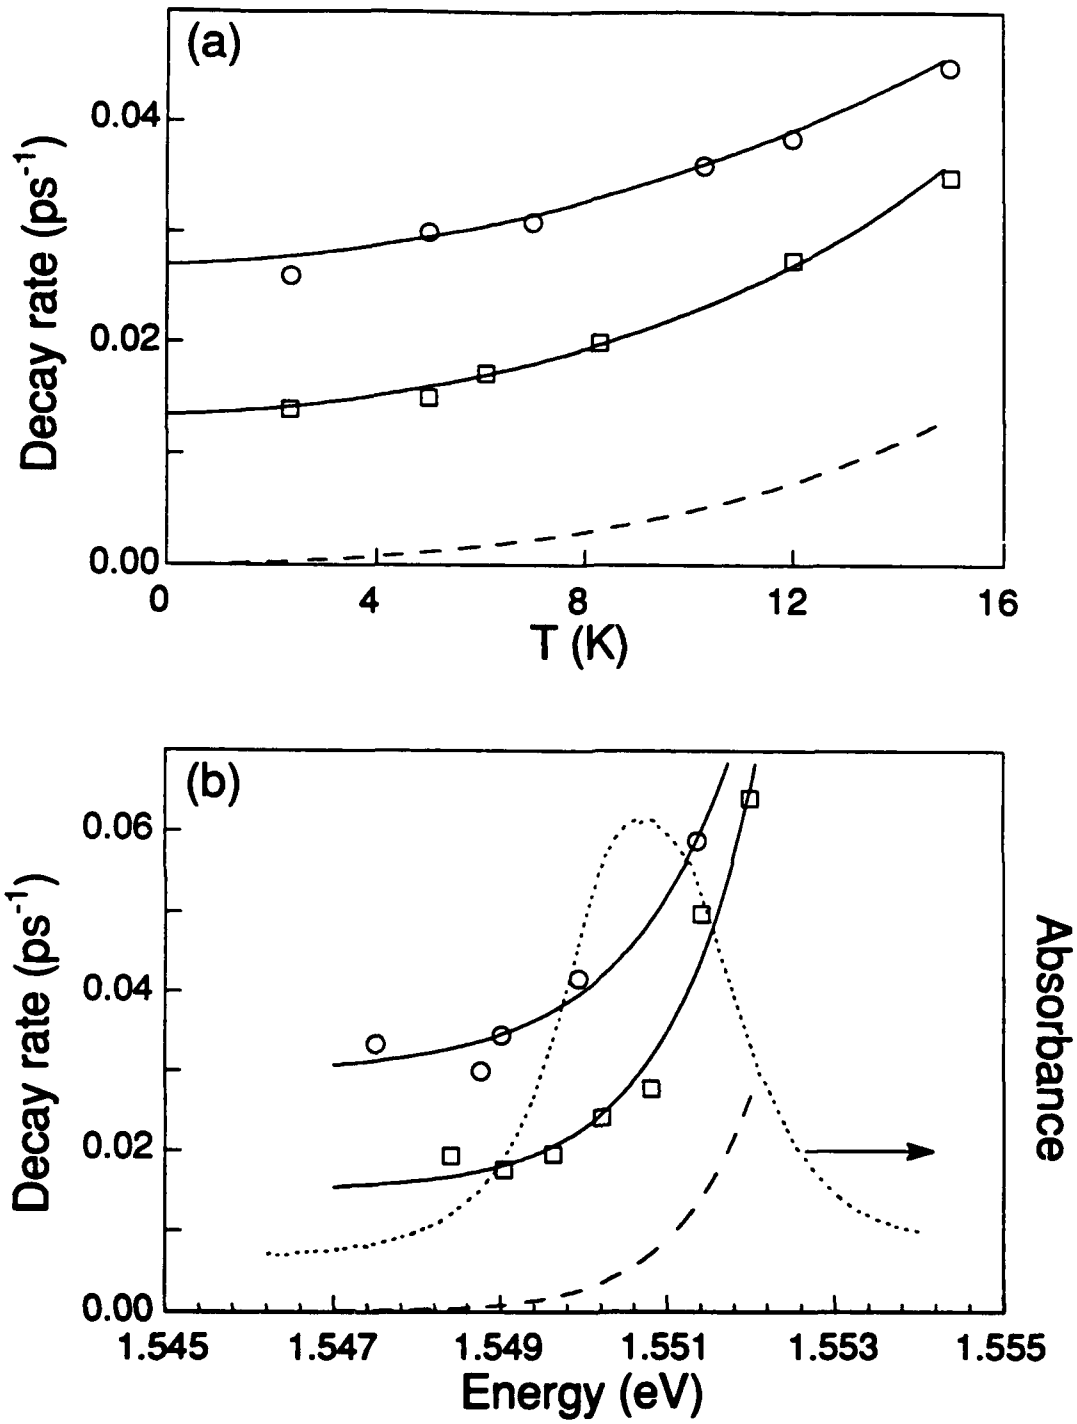 (a)
0.04
0.02
0.00
Decay rate (ps-1)
0 4 8 12 16
T (K)
(b)
0.06
0.04
0.02
0.00
Decay rate (ps-1)
Absorbance
1.545 1.547 1.549 1.551 1.553 1.555
Energy (eV)